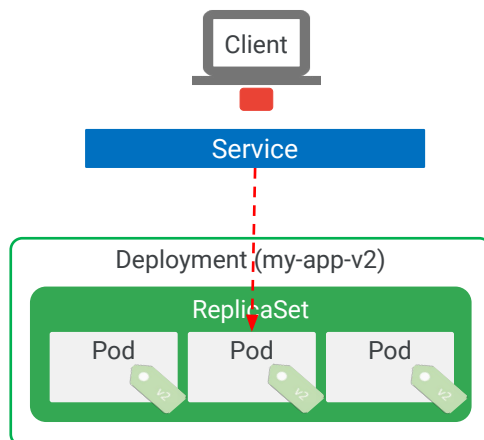 Client
Service
Deployment (my-app-v2)
ReplicaSet
Pod Pod Pod
v2 v2 v2